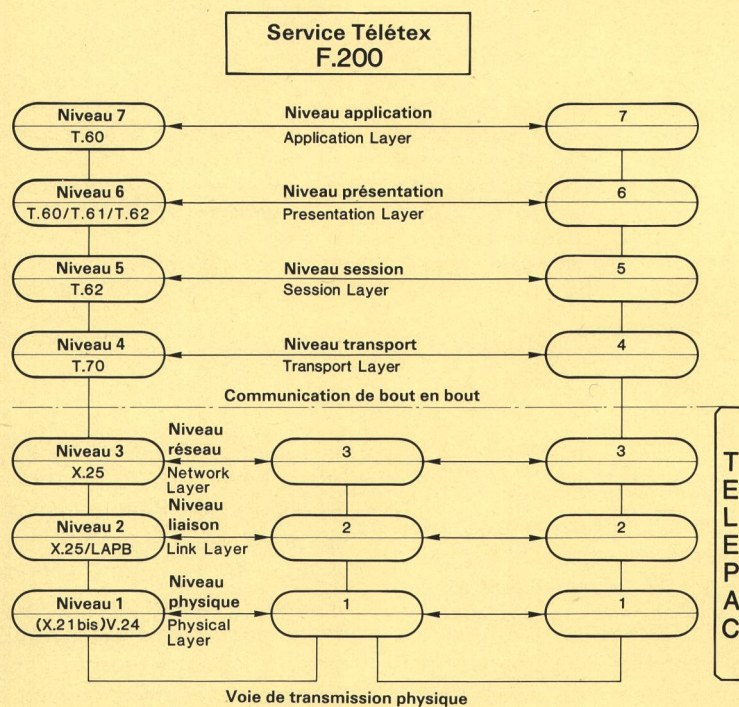 Service Télétex
F.200
Niveau 7
T.60
Niveau application
Application Layer
7
Niveau 6
T.60/T.61/T.62
Niveau présentation
Presentation Layer
6
Niveau 5
T.62
Niveau session
Session Layer
5
Niveau 4
T.70
Niveau transport
Transport Layer
4
Communication de bout en bout
Niveau 3
X.25
Niveau
réseau
Network
Layer
3
3
Niveau 2
X.25/LAPB
Niveau
liaison
Link Layer
2
2
Niveau 1
(X.21bis)V.24
Niveau
physique
Physical
Layer
1
1
TELEPAC
Voie de transmission physique